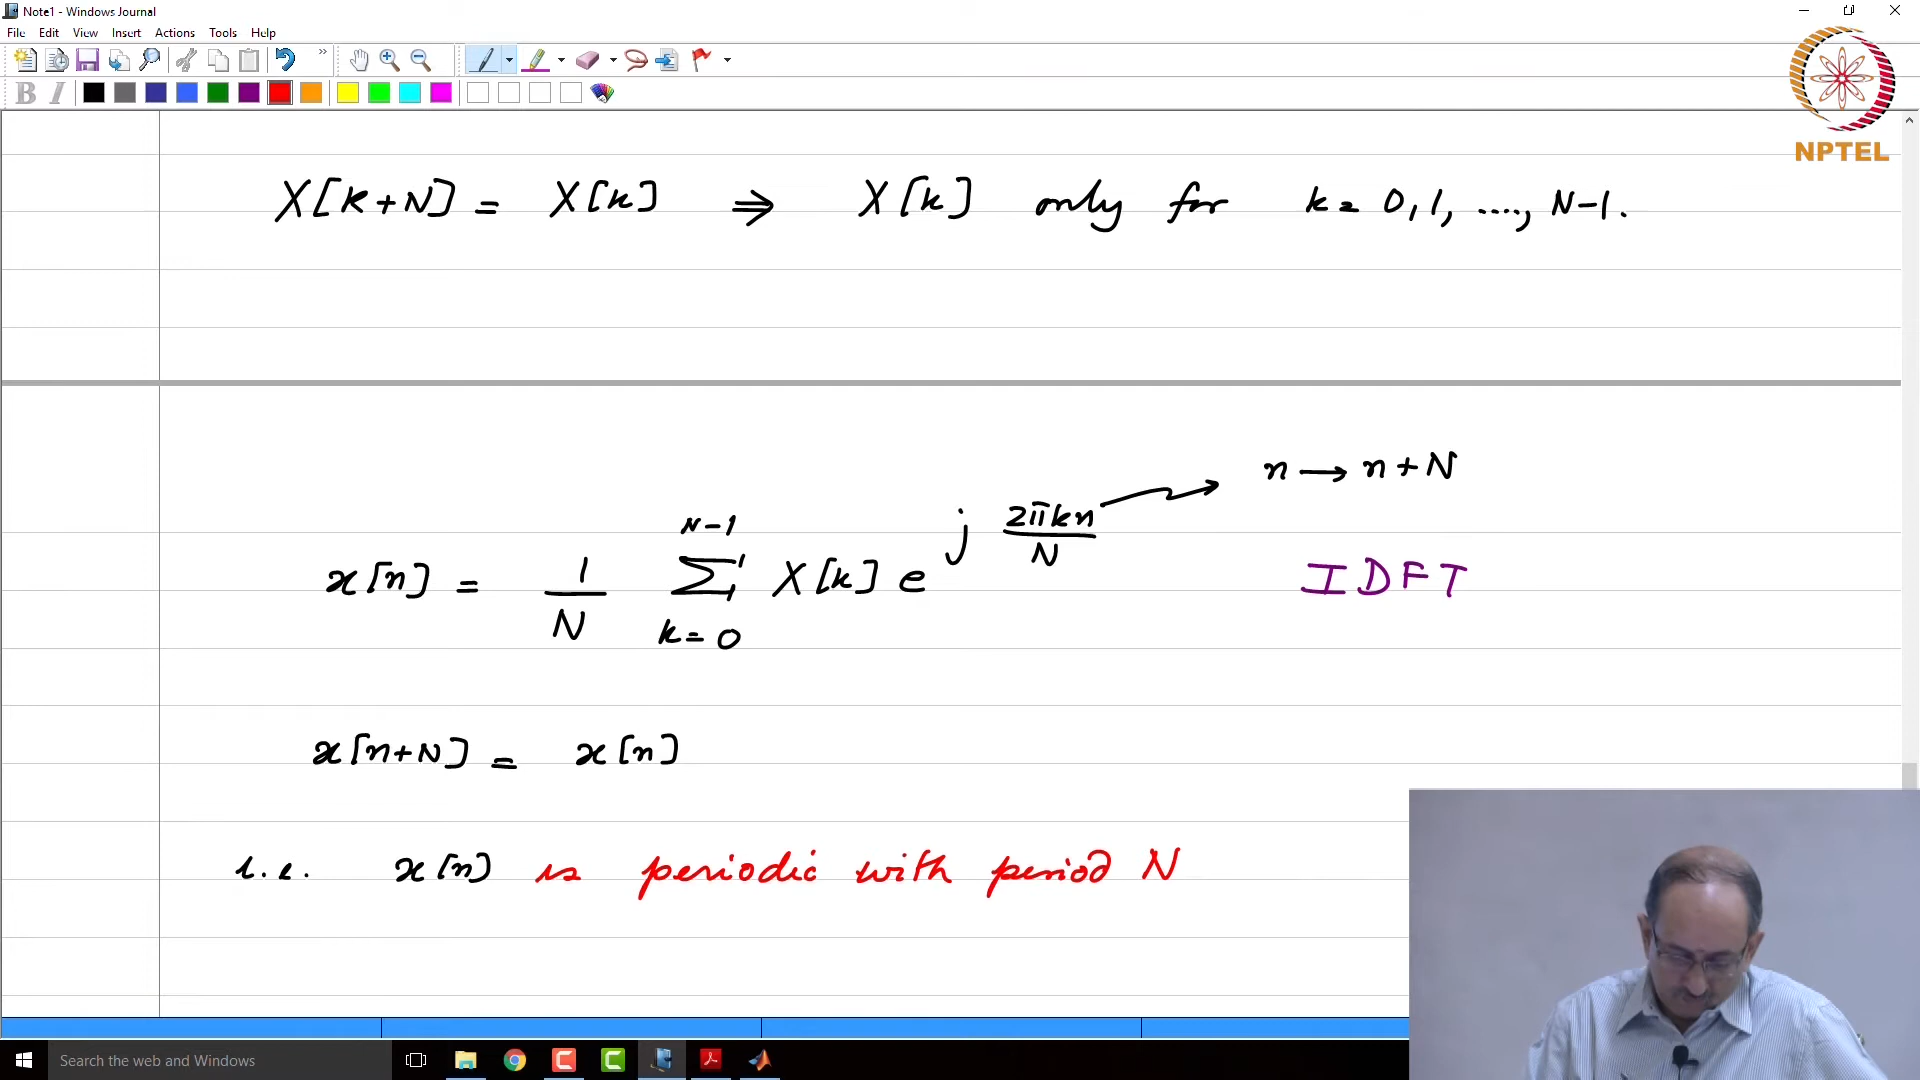 Note1 - Windows Journal
File Edit View Insert Actions Tools Help
B I
NPTEL
X[k+N] = X[k] ⇒ X[k] only for k = 0, 1, ...., N-1.
n → n+N
x[n] = 1/N ∑_{k=0}^{N-1} X[k] e^{j 2πkn/N} IDFT
x[n+N] = x[n]
i.e. x[n] is periodic with period N
Search the web and Windows